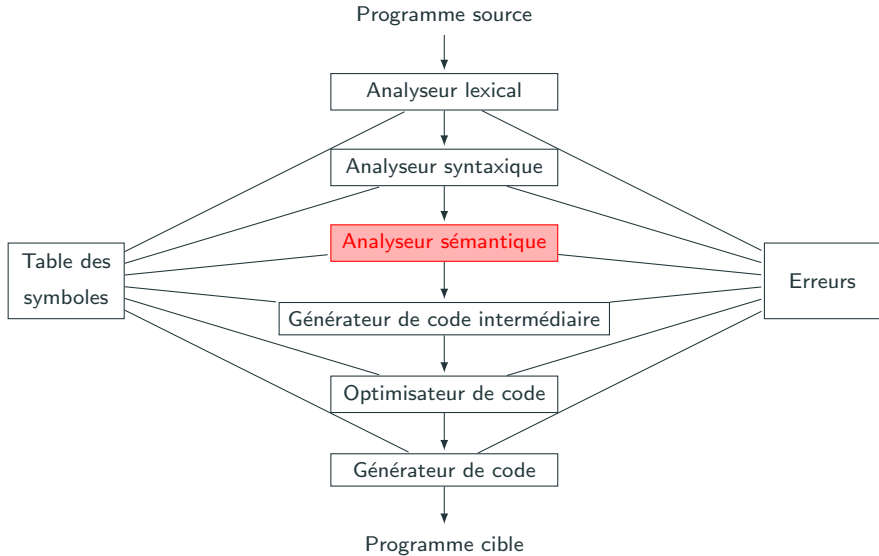 Programme source
Analyseur lexical
Analyseur syntaxique
Analyseur sémantique
Table des
symboles
Erreurs
Générateur de code intermédiaire
Optimisateur de code
Générateur de code
Programme cible